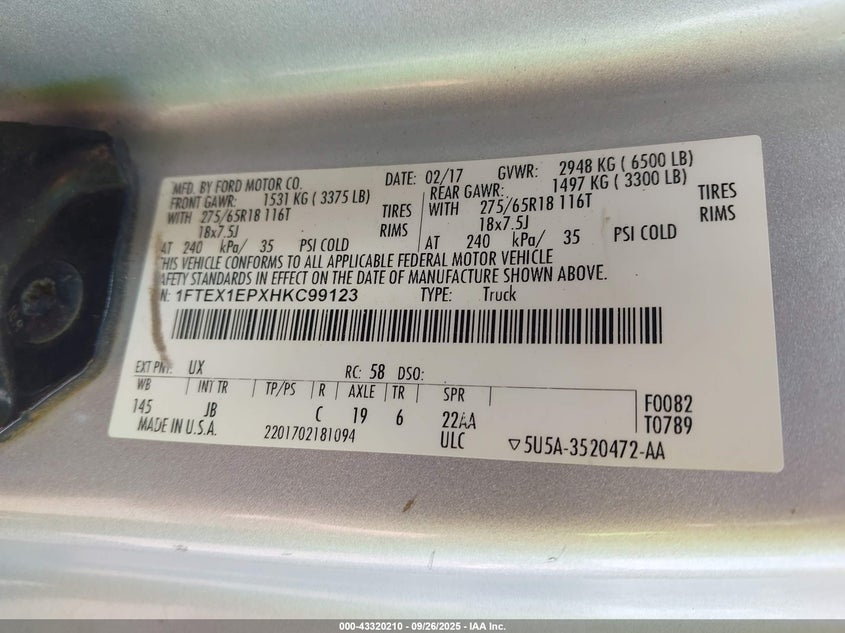 MFD. BY FORD MOTOR CO. DATE: 02/17 GVWR: 2948 KG ( 6500 LB)
FRONT GAWR: 1531 KG ( 3375 LB) REAR GAWR: 1497 KG ( 3300 LB)
WITH 275/65R18 116T TIRES WITH 275/65R18 116T TIRES
18x7.5J RIMS 18x7.5J RIMS
AT 240 kPa/ 35 PSI COLD AT 240 kPa/ 35 PSI COLD
THIS VEHICLE CONFORMS TO ALL APPLICABLE FEDERAL MOTOR VEHICLE
AFETY STANDARDS IN EFFECT ON THE DATE OF MANUFACTURE SHOWN ABOVE.
N: 1FTEX1EPXHKC99123 TYPE: Truck
EXT PNT: UX RC: 58 DSO:
WB INT TR TP/PS R AXLE TR SPR
145 JB C 19 6 22AA F0082
MADE IN U.S.A. 2201702181094 ULC ▽5U5A-3520472-AA T0789
000-43320210 - 09/26/2025 - IAA Inc.